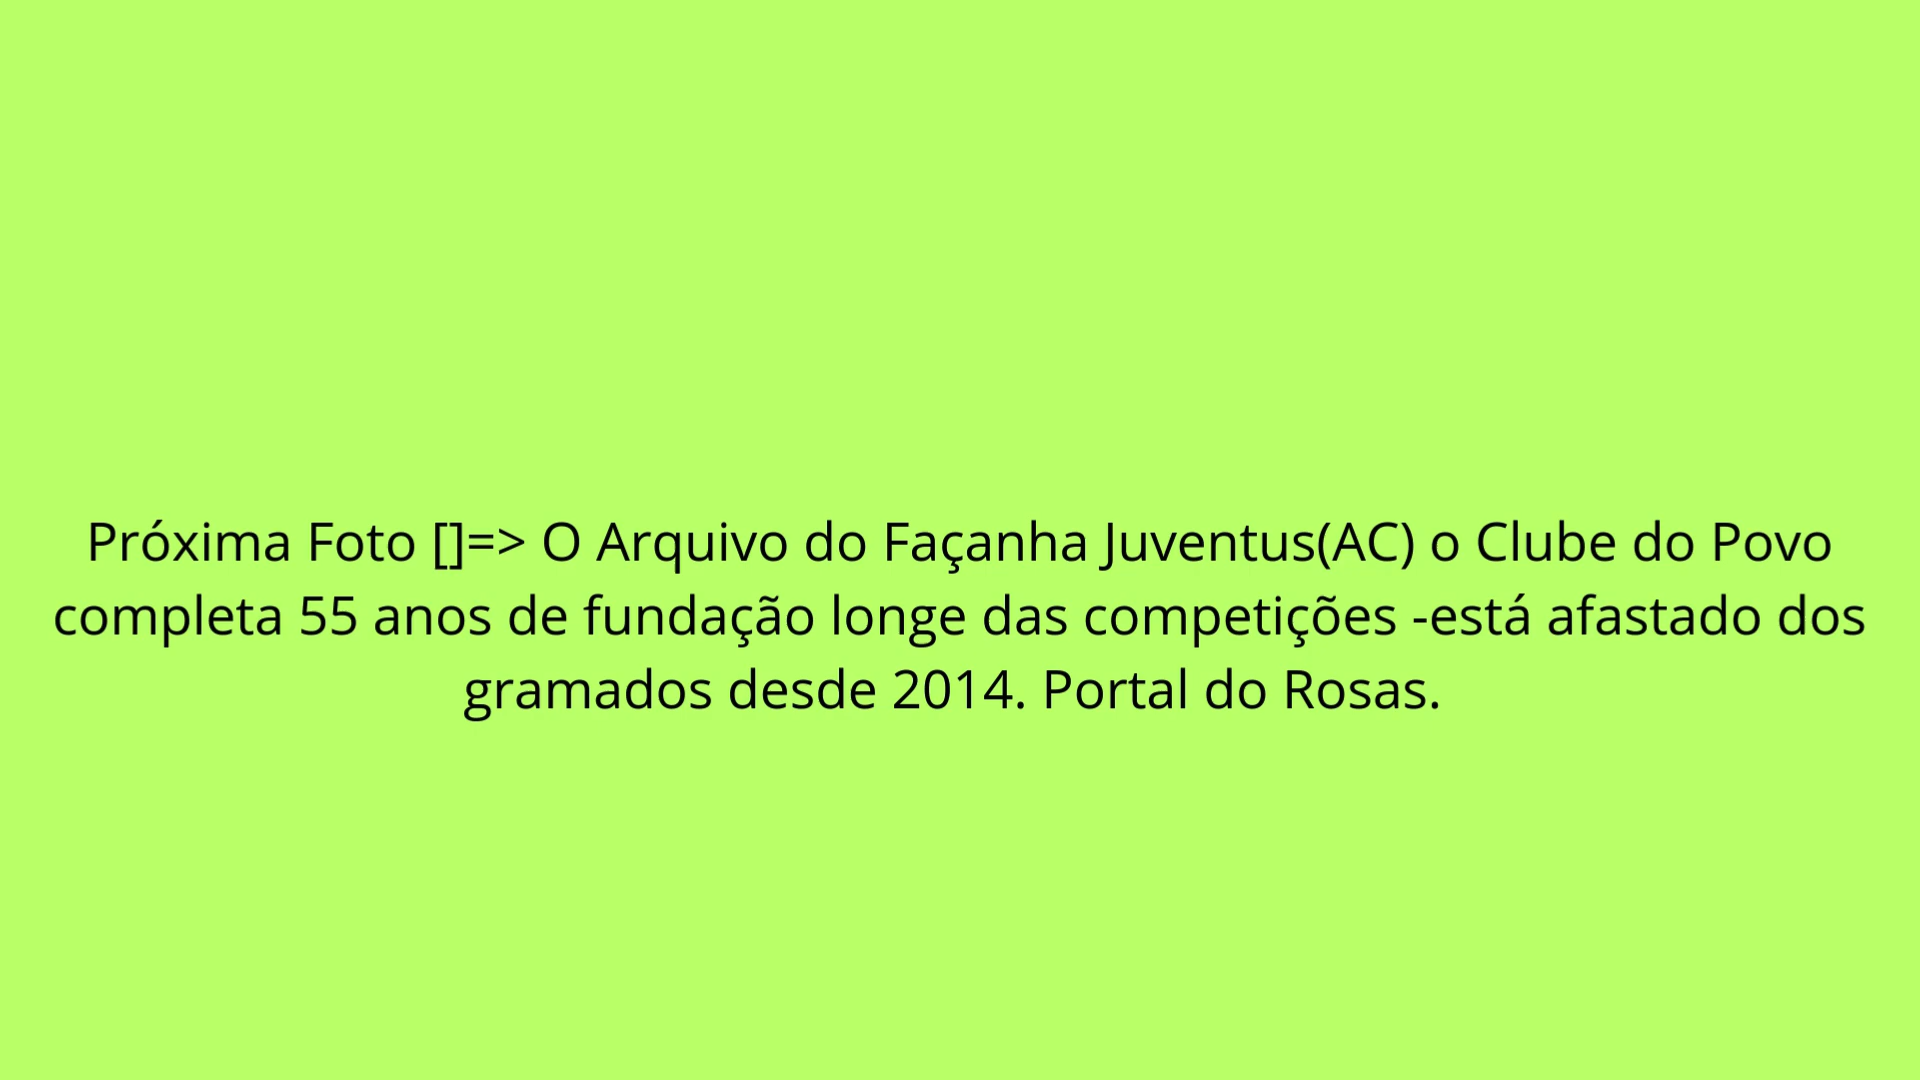 Próxima Foto []=> O Arquivo do Façanha Juventus(AC) o Clube do Povo
completa 55 anos de fundação longe das competições -está afastado dos
gramados desde 2014. Portal do Rosas.